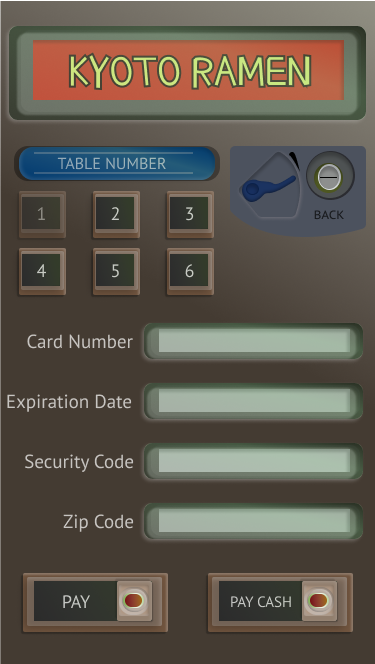 KYOTO RAMEN
TABLE NUMBER
BACK
1 2 3
4 5 6
Card Number
Expiration Date
Security Code
Zip Code
PAY
PAY CASH